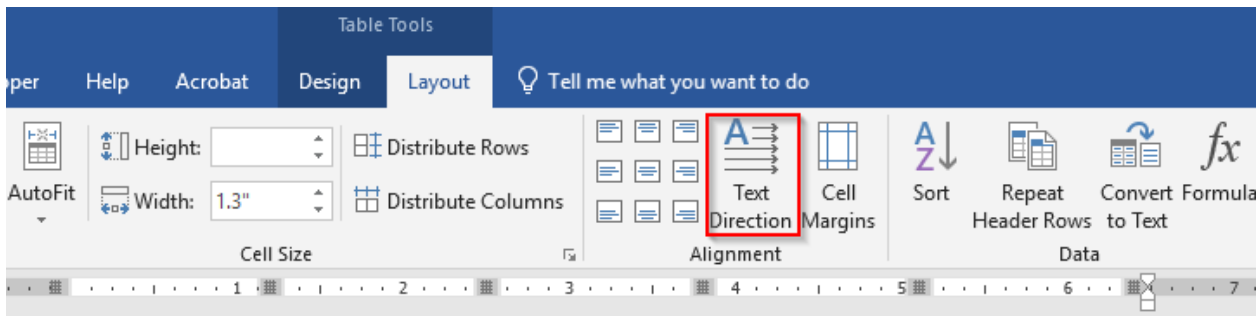 Table Tools
pper Help Acrobat Design Layout Tell me what you want to do
AutoFit
Height:
Width: 1.3"
Distribute Rows
Distribute Columns
Cell Size
Text
Direction
Cell
Margins
Alignment
Sort
Repeat
Header Rows
Convert
to Text
Formula
Data
1 2 3 4 5 6 7